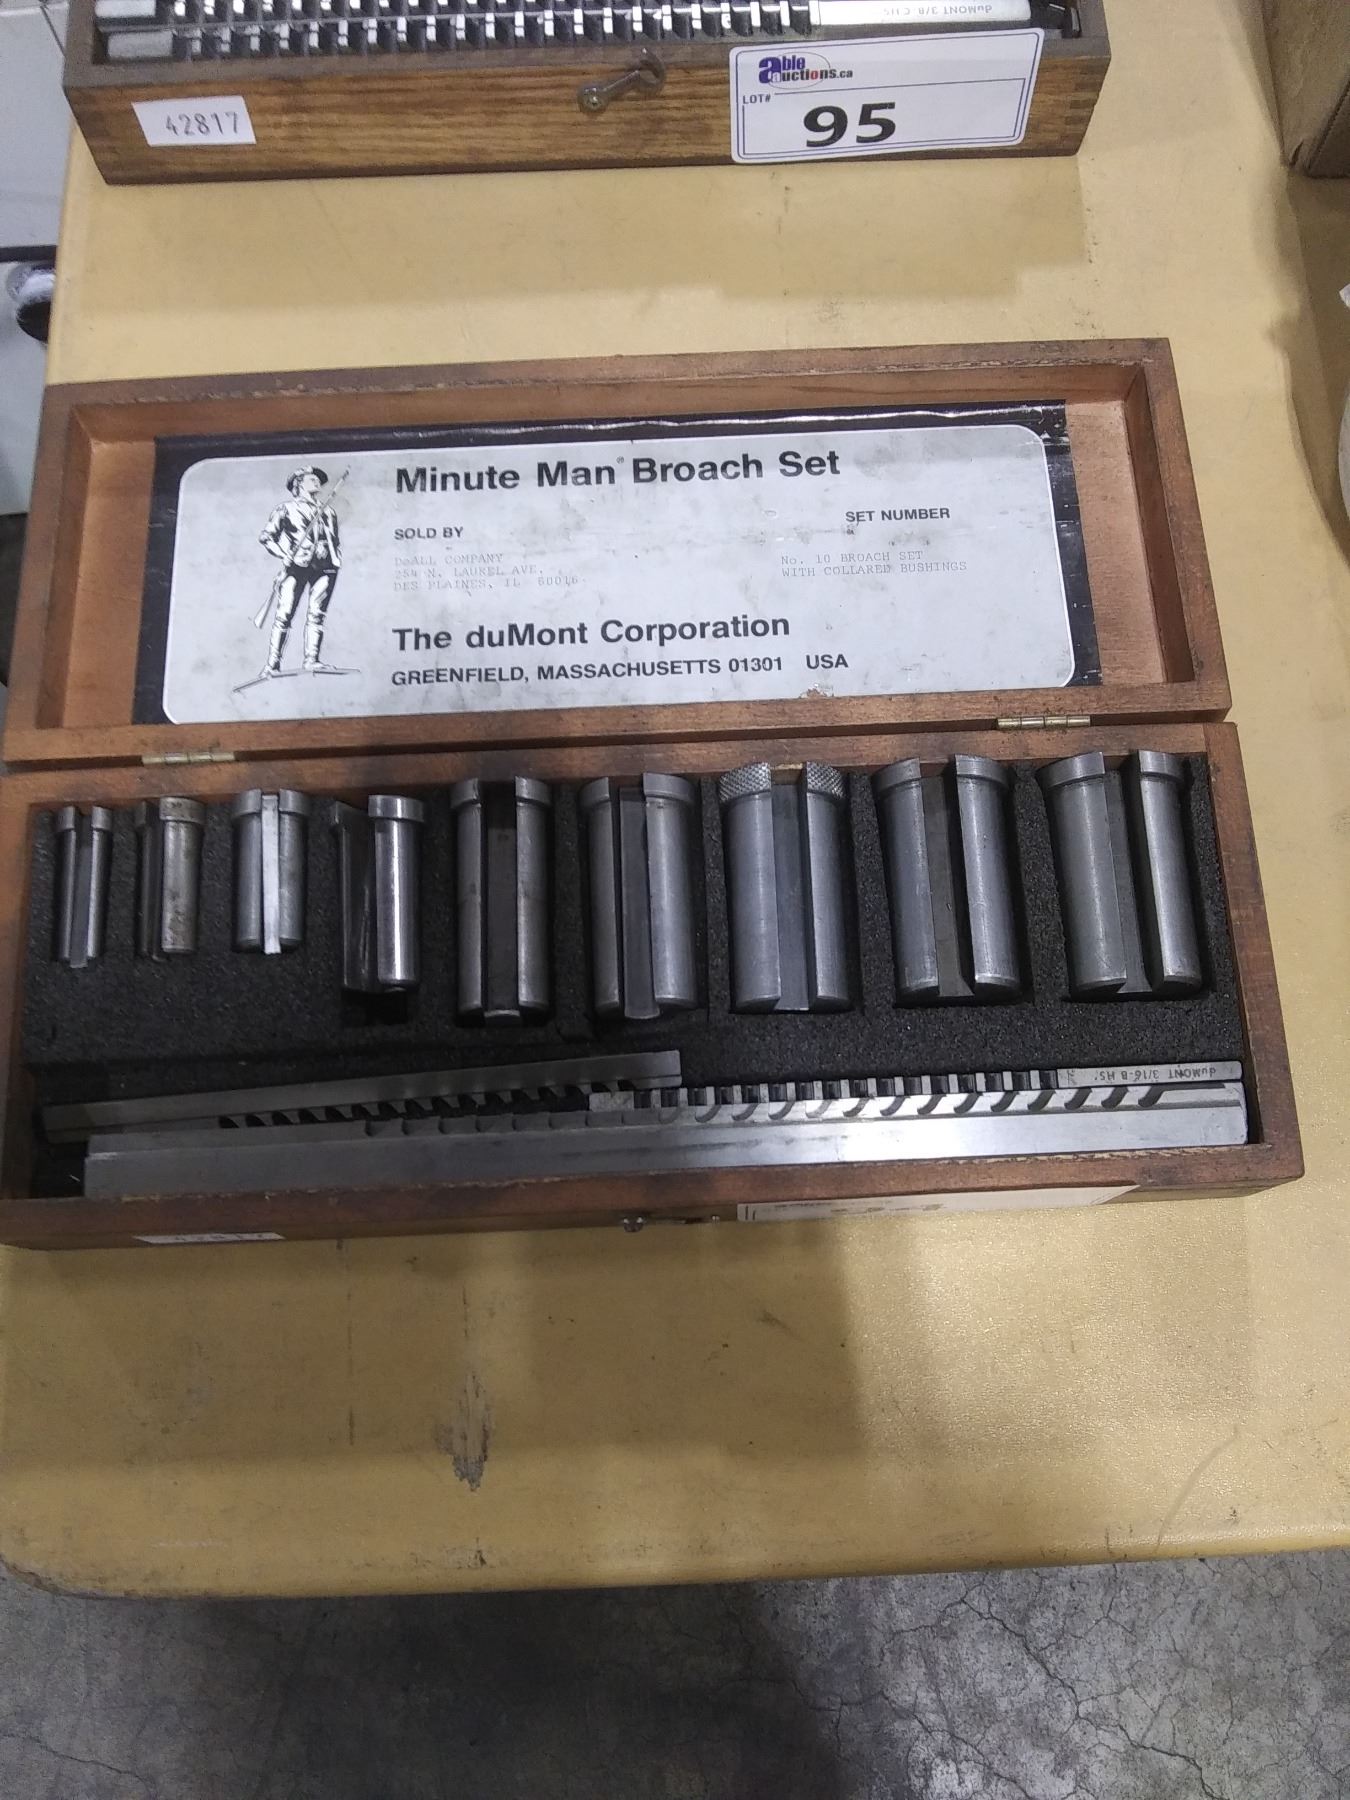 duMONT 3/8-C HS
able
auctions.ca
LOT#
95
42817
Minute Man® Broach Set
SOLD BY
SET NUMBER
DoALL COMPANY
254 N. LAUREL AVE.
DES PLAINES, IL 60016
No. 10 BROACH SET
WITH COLLARED BUSHINGS
The duMont Corporation
GREENFIELD, MASSACHUSETTS 01301 USA
duMONT 3/16-B HS